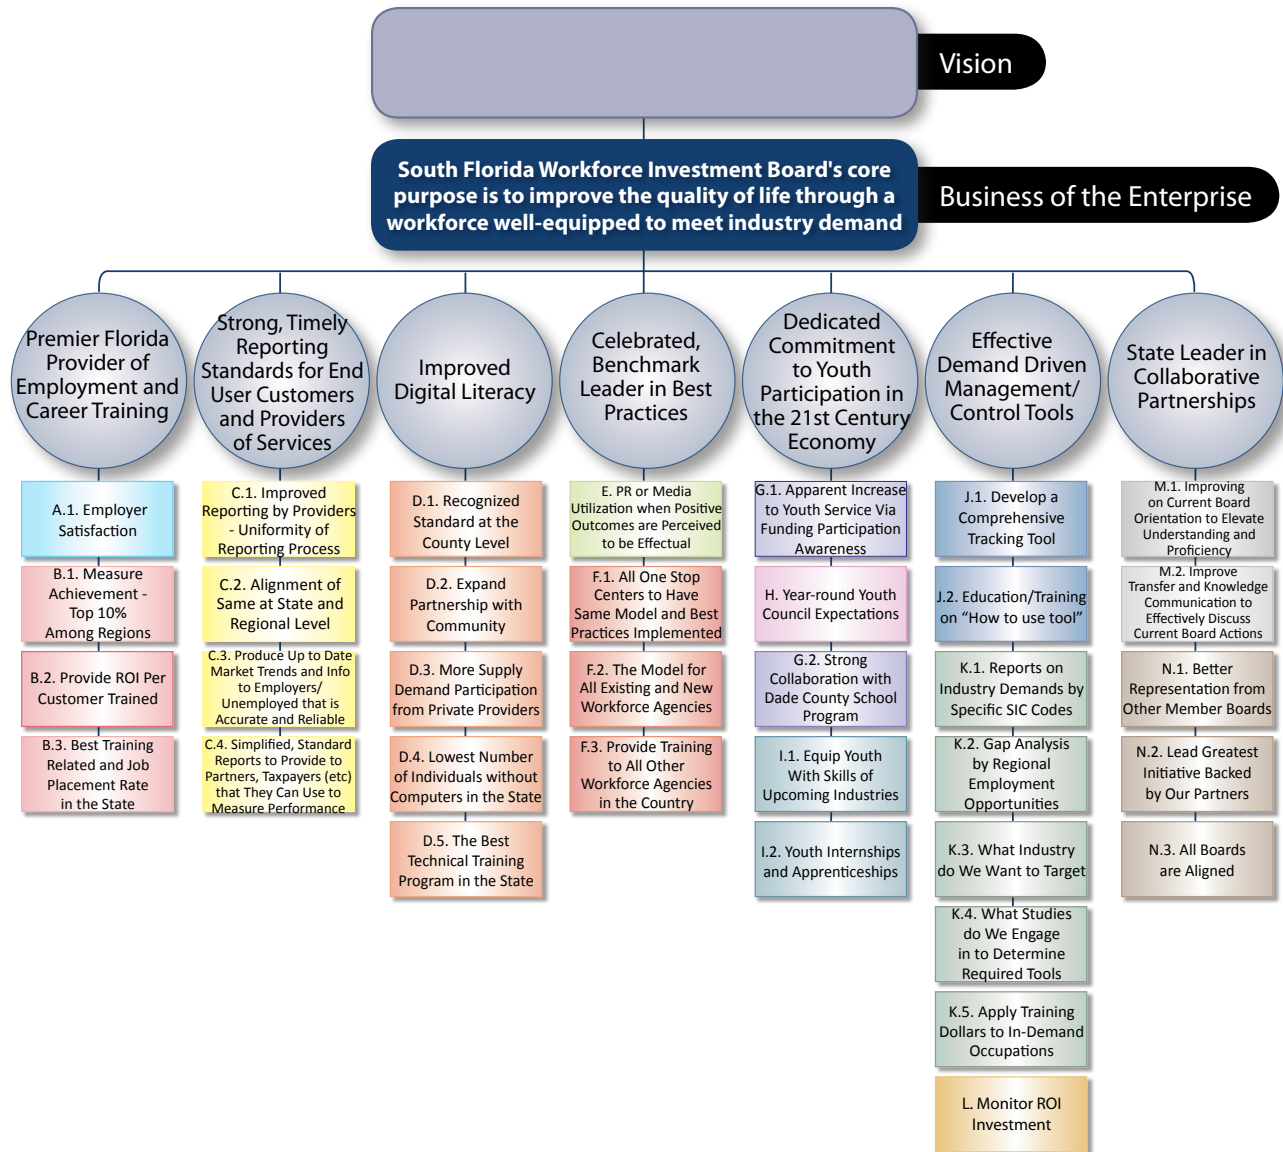 Vision
South Florida Workforce Investment Board's core
purpose is to improve the quality of life through a
workforce well-equipped to meet industry demand
Business of the Enterprise
Premier Florida
Provider of
Employment and
Career Training
Strong, Timely
Reporting
Standards for End
User Customers
and Providers
of Services
Improved
Digital Literacy
Celebrated,
Benchmark
Leader in Best
Practices
Dedicated
Commitment
to Youth
Participation in
the 21st Century
Economy
Effective
Demand Driven
Management/
Control Tools
State Leader in
Collaborative
Partnerships
A.1. Employer
Satisfaction
B.1. Measure
Achievement -
Top 10%
Among Regions
B.2. Provide ROI Per
Customer Trained
B.3. Best Training
Related and Job
Placement Rate
in the State
C.1. Improved
Reporting by Providers
- Uniformity of
Reporting Process
C.2. Alignment of
Same at State and
Regional Level
C.3. Produce Up to Date
Market Trends and Info
to Employers/
Unemployed that is
Accurate and Reliable
C.4. Simplified, Standard
Reports to Provide to
Partners, Taxpayers (etc)
that They Can Use to
Measure Performance
D.1. Recognized
Standard at the
County Level
D.2. Expand
Partnership with
Community
D.3. More Supply
Demand Participation
from Private Providers
D.4. Lowest Number
of Individuals without
Computers in the State
D.5. The Best
Technical Training
Program in the State
E. PR or Media
Utilization when Positive
Outcomes are Perceived
to be Effectual
F.1. All One Stop
Centers to Have
Same Model and Best
Practices Implemented
F.2. The Model for
All Existing and New
Workforce Agencies
F.3. Provide Training
to All Other
Workforce Agencies
in the Country
G.1. Apparent Increase
to Youth Service Via
Funding Participation
Awareness
H. Year-round Youth
Council Expectations
G.2. Strong
Collaboration with
Dade County School
Program
I.1. Equip Youth
With Skills of
Upcoming Industries
I.2. Youth Internships
and Apprenticeships
J.1. Develop a
Comprehensive
Tracking Tool
J.2. Education/Training
on “How to use tool”
K.1. Reports on
Industry Demands by
Specific SIC Codes
K.2. Gap Analysis
by Regional
Employment
Opportunities
K.3. What Industry
do We Want to Target
K.4. What Studies
do We Engage
in to Determine
Required Tools
K.5. Apply Training
Dollars to In-Demand
Occupations
L. Monitor ROI
Investment
M.1. Improving
on Current Board
Orientation to Elevate
Understanding and
Proficiency
M.2. Improve
Transfer and Knowledge
Communication to
Effectively Discuss
Current Board Actions
N.1. Better
Representation from
Other Member Boards
N.2. Lead Greatest
Initiative Backed
by Our Partners
N.3. All Boards
are Aligned